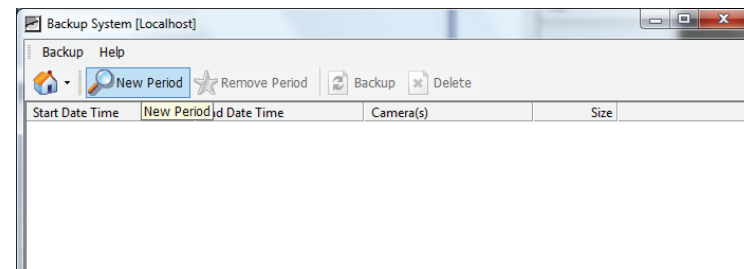 Backup System [Localhost]
Backup Help
New Period Remove Period Backup Delete
Start Date Time New Period d Date Time Camera(s) Size